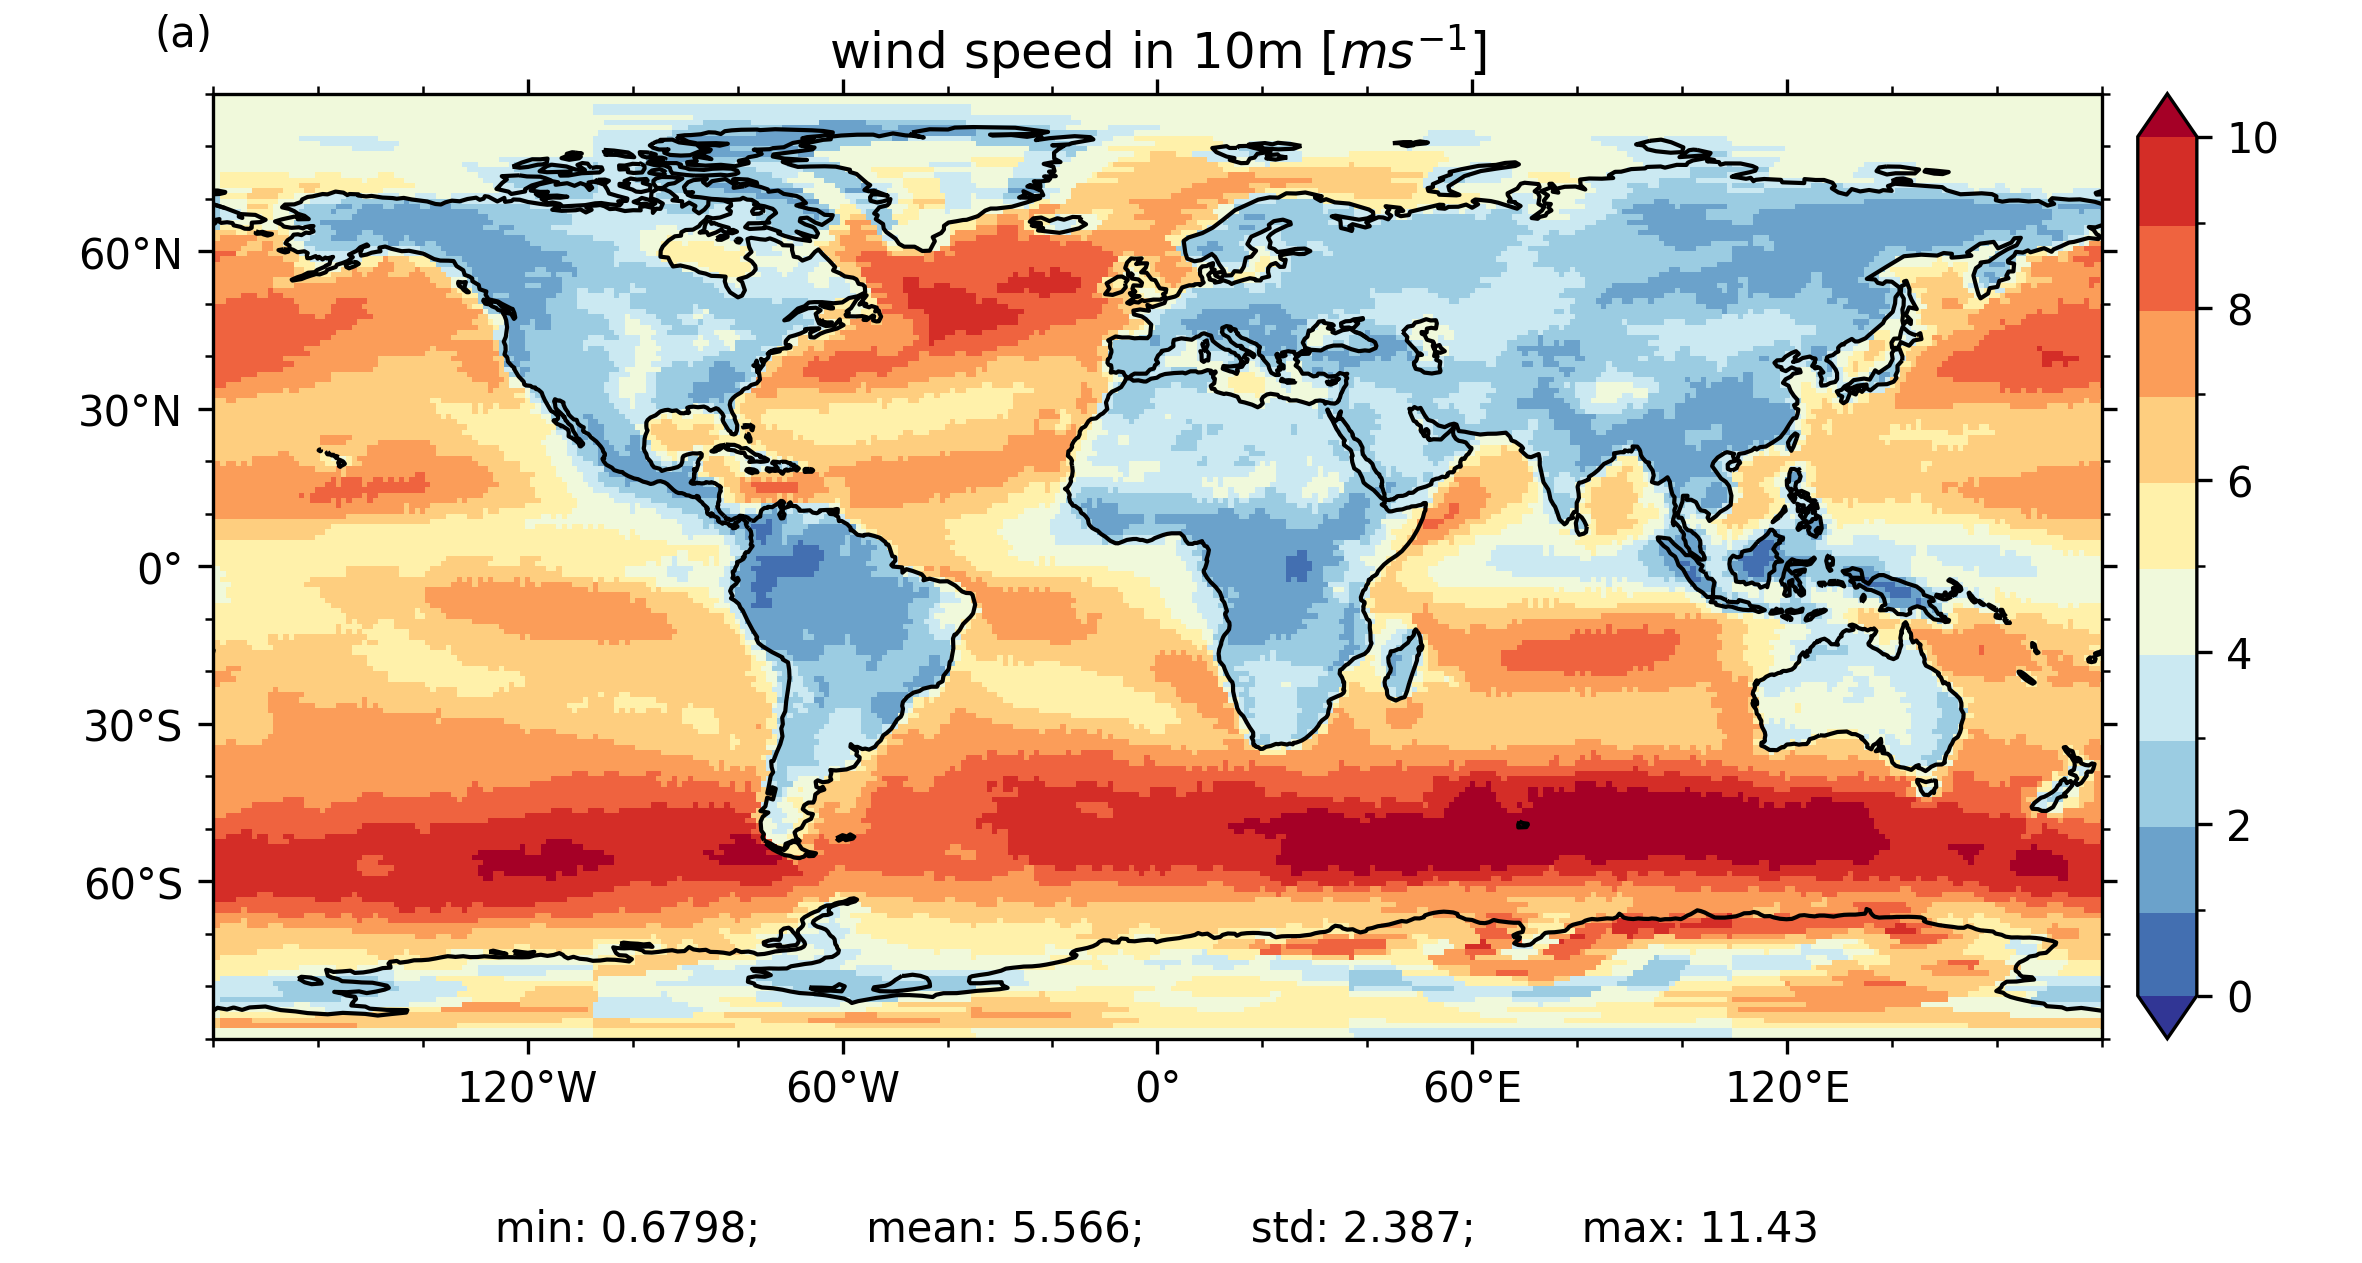 (a)
wind speed in 10m [ms⁻¹]
60°N
30°N
0°
30°S
60°S
120°W 60°W 0° 60°E 120°E
10
8
6
4
2
0
min: 0.6798; mean: 5.566; std: 2.387; max: 11.43